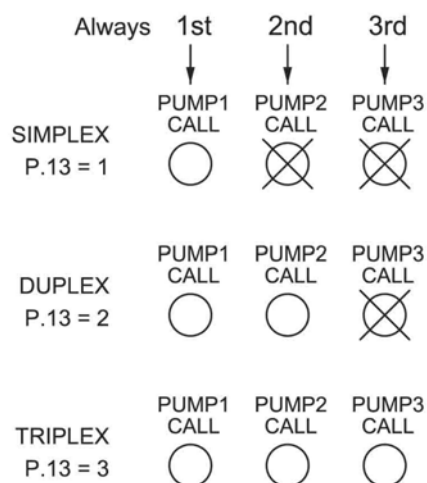 Always 1st 2nd 3rd
PUMP1 PUMP2 PUMP3
CALL CALL CALL
SIMPLEX
P.13 = 1
PUMP1 PUMP2 PUMP3
CALL CALL CALL
DUPLEX
P.13 = 2
PUMP1 PUMP2 PUMP3
CALL CALL CALL
TRIPLEX
P.13 = 3